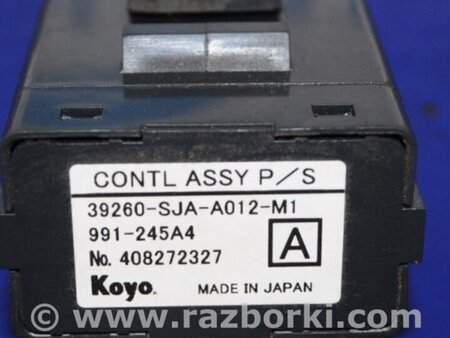 CONTL ASSY P/S
39260-SJA-A012-M1
991-245A4
A
No. 408272327
Koyo MADE IN JAPAN
© www.razborki.com